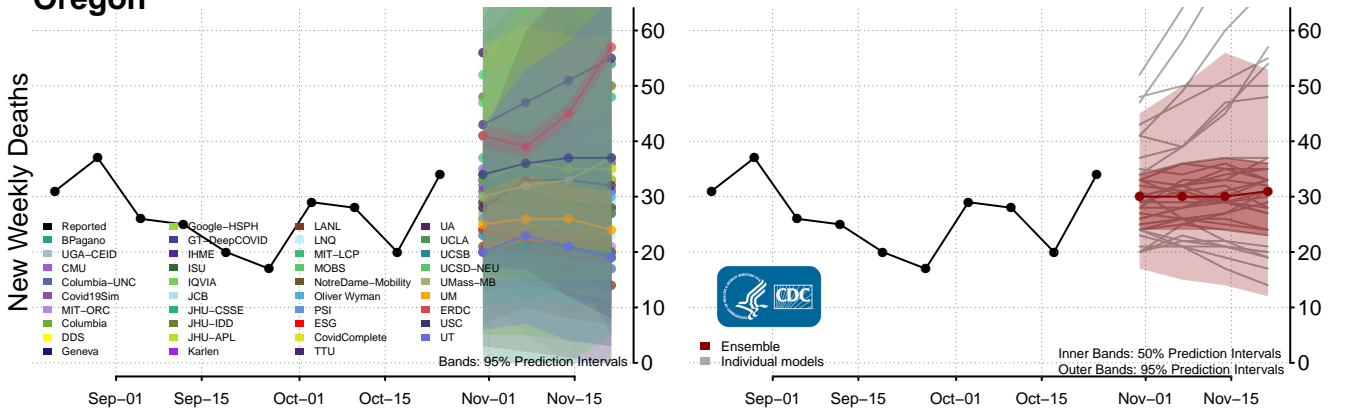 Oregon
New Weekly Deaths
60
50
40
30
20
10
0
Reported
BPagano
UGA−CEID
CMU
Columbia−UNC
Covid19Sim
MIT−ORC
Columbia
DDS
Geneva
Google−HSPH
GT−DeepCOVID
IHME
ISU
IQVIA
JCB
JHU−CSSE
JHU−IDD
JHU−APL
Karlen
LANL
LNQ
MIT−LCP
MOBS
NotreDame−Mobility
Oliver Wyman
PSI
ESG
CovidComplete
TTU
UA
UCLA
UCSB
UCSD−NEU
UMass−MB
UM
ERDC
USC
UT
Bands: 95% Prediction Intervals
Sep−01
Sep−15
Oct−01
Oct−15
Nov−01
Nov−15
60
50
40
30
20
10
0
CDC
Ensemble
Individual models
Inner Bands: 50% Prediction Intervals
Outer Bands: 95% Prediction Intervals
Sep−01
Sep−15
Oct−01
Oct−15
Nov−01
Nov−15